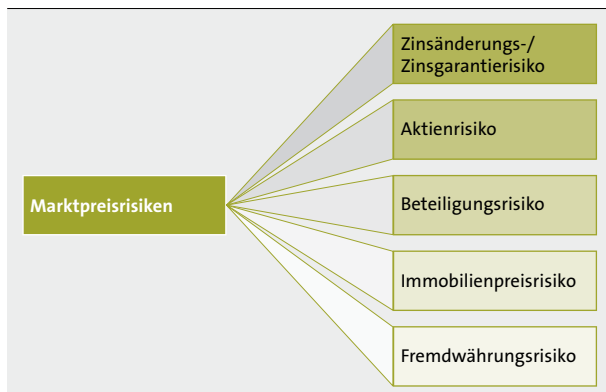 Marktpreisrisiken
Zinsänderungs-/
Zinsgarantierisiko
Aktienrisiko
Beteiligungsrisiko
Immobilienpreisrisiko
Fremdwährungsrisiko